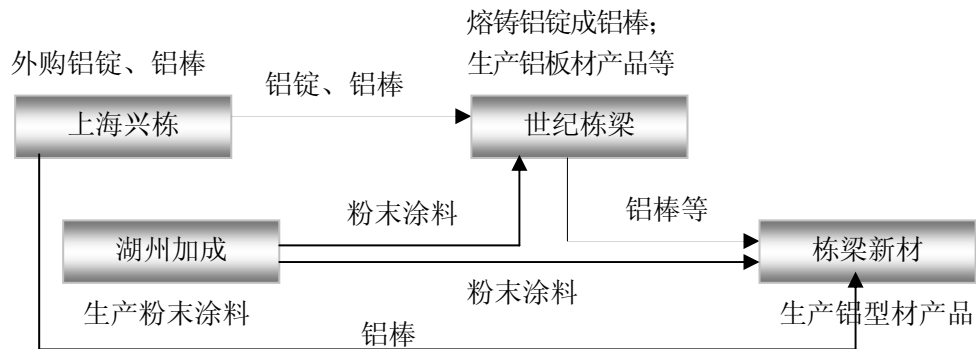 熔铸铝锭成铝棒；
外购铝锭、铝棒
生产铝板材产品等
铝锭、铝棒
上海兴栋
世纪栋梁
粉末涂料
铝棒等
湖州加成
栋梁新材
粉末涂料
生产粉末涂料
生产铝型材产品
铝棒